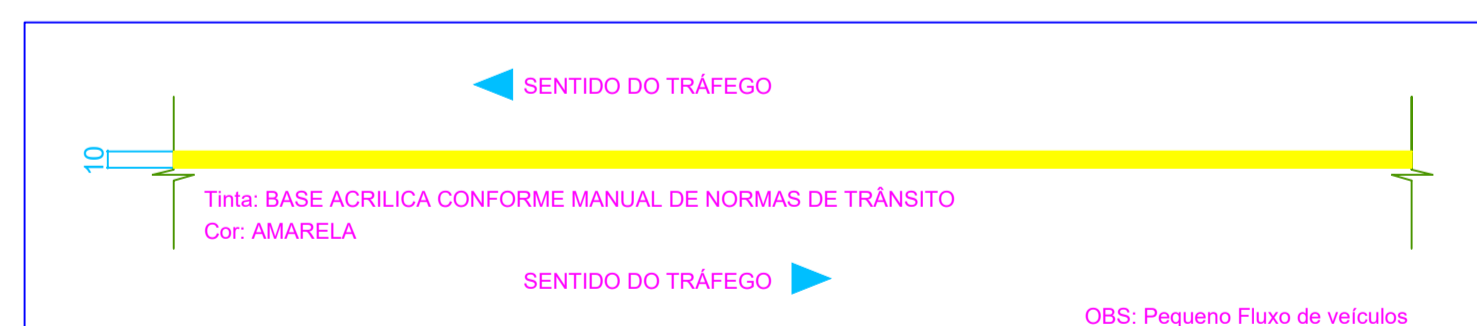 SENTIDO DO TRÁFEGO
10
Tinta: BASE ACRILICA CONFORME MANUAL DE NORMAS DE TRÂNSITO
Cor: AMARELA
SENTIDO DO TRÁFEGO
OBS: Pequeno Fluxo de veículos